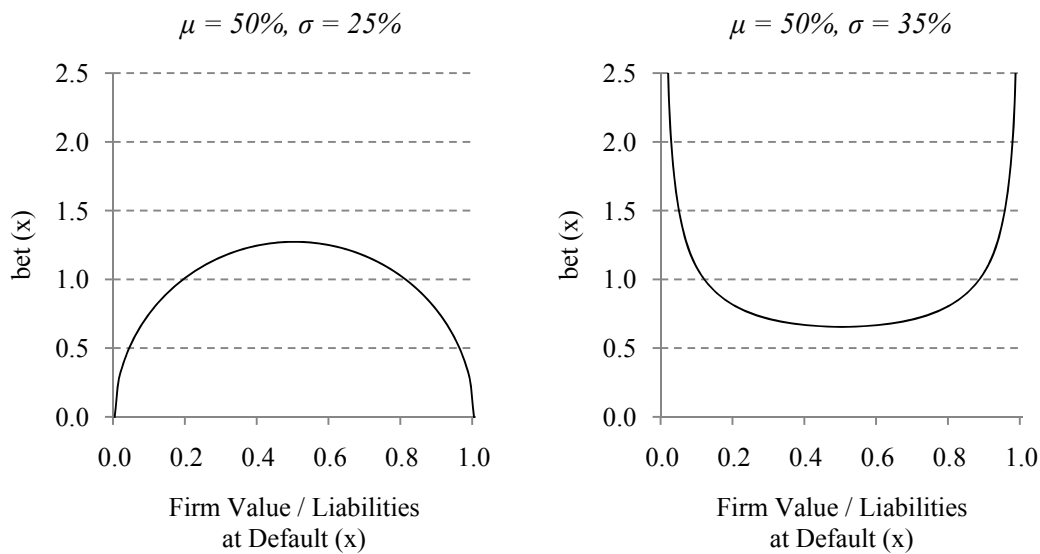 μ = 50%, σ = 25%
2.5
2.0
1.5
1.0
0.5
0.0
bet (x)
0.0 0.2 0.4 0.6 0.8 1.0
Firm Value / Liabilities
at Default (x)
μ = 50%, σ = 35%
2.5
2.0
1.5
1.0
0.5
0.0
bet (x)
0.0 0.2 0.4 0.6 0.8 1.0
Firm Value / Liabilities
at Default (x)